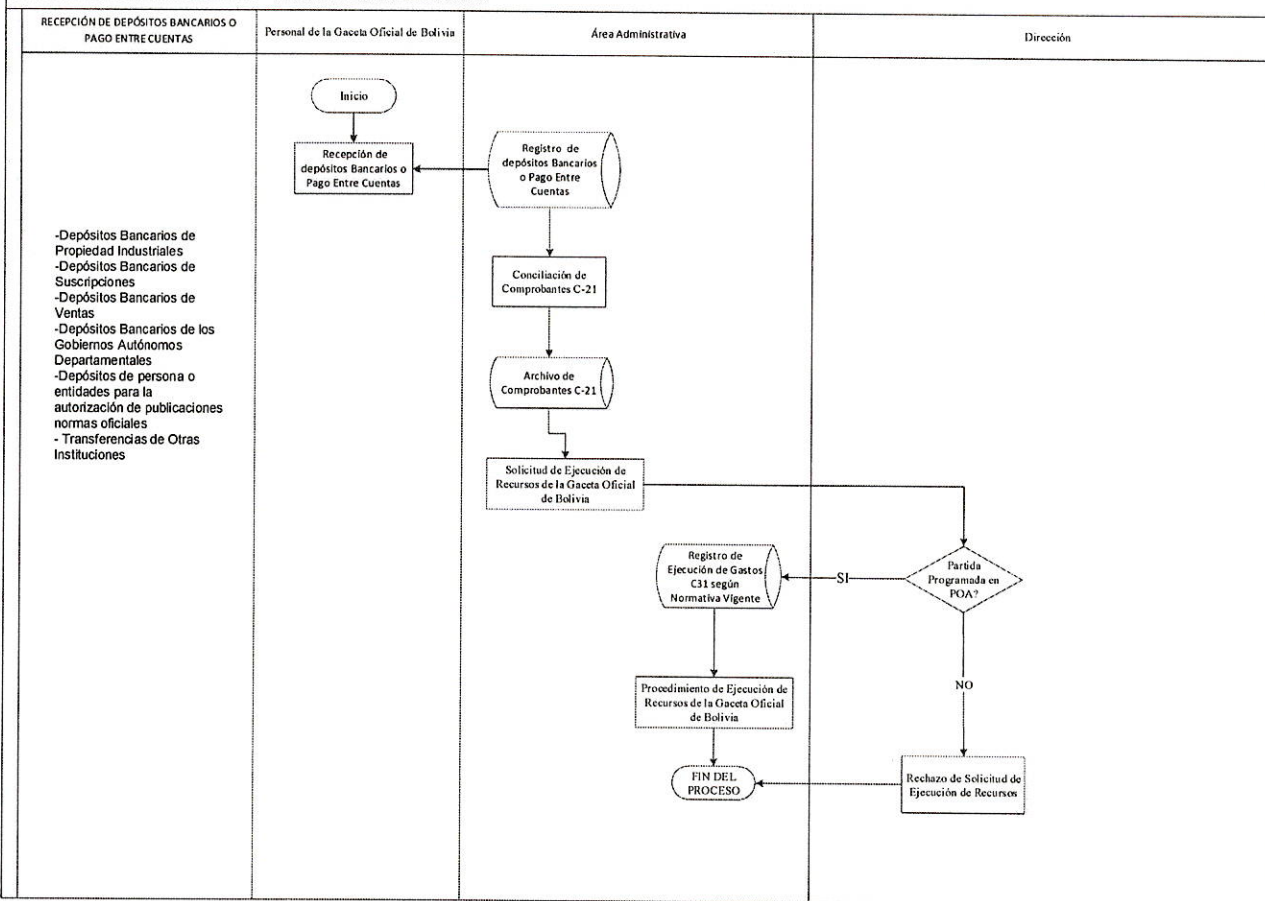 RECEPCIÓN DE DEPÓSITOS BANCARIOS O
PAGO ENTRE CUENTAS
Personal de la Gaceta Oficial de Bolivia
Área Administrativa
Dirección
-Depósitos Bancarios de
Propiedad Industriales
-Depósitos Bancarios de
Suscripciones
-Depósitos Bancarios de
Ventas
-Depósitos Bancarios de los
Gobiernos Autónomos
Departamentales
-Depósitos de persona o
entidades para la
autorización de publicaciones
normas oficiales
- Transferencias de Otras
Instituciones
Inicio
Recepción de
depósitos Bancarios o
Pago Entre Cuentas
Registro de
depósitos Bancarios
o Pago Entre
Cuentas
Conciliación de
Comprobantes C-21
Archivo de
Comprobantes C-21
Solicitud de Ejecución de
Recursos de la Gaceta Oficial
de Bolivia
Partida
Programada en
POA?
SI
Registro de
Ejecución de Gastos
C31 según
Normativa Vigente
Procedimiento de Ejecución de
Recursos de la Gaceta Oficial
de Bolivia
NO
Rechazo de Solicitud de
Ejecución de Recursos
FIN DEL
PROCESO